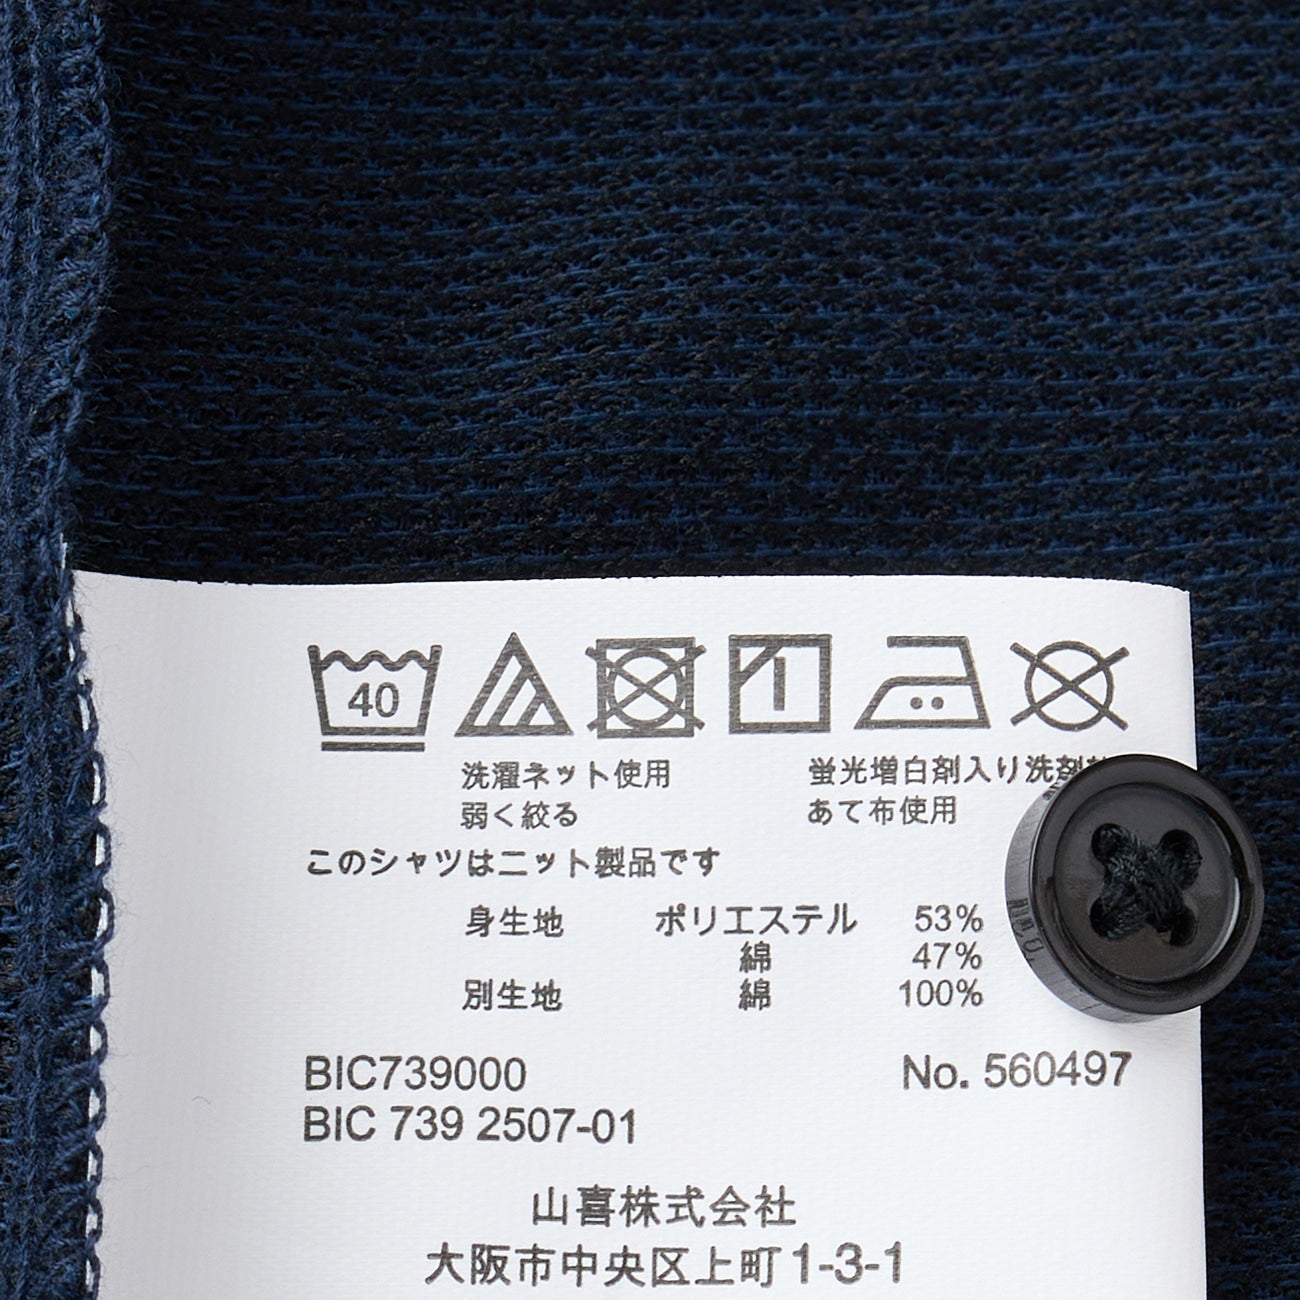 40
洗濯ネット使用 蛍光増白剤入り洗剤
弱く絞る あて布使用
このシャツはニット製品です
身生地 ポリエステル 53%
綿 47%
別生地 綿 100%
BIC739000 No. 560497
BIC 739 2507-01
山喜株式会社
大阪市中央区上町1-3-1